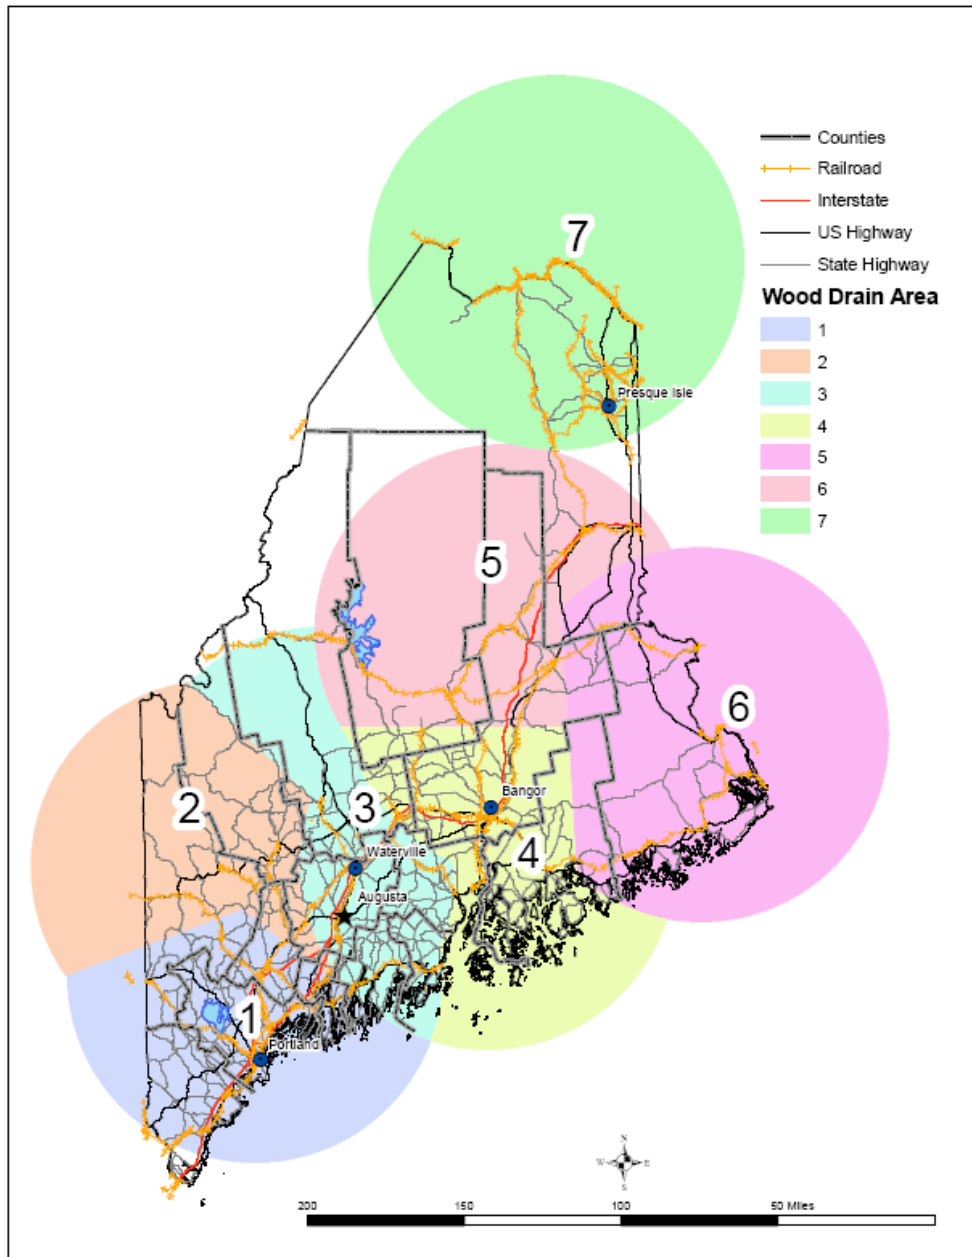 Counties
Railroad
Interstate
US Highway
State Highway
Wood Drain Area
1
2
3
4
5
6
7
7
Presque Isle
5
6
Bangor
2
3
4
Waterville
Augusta
1
Portland
N
W E
S
200 150 100 50 Miles